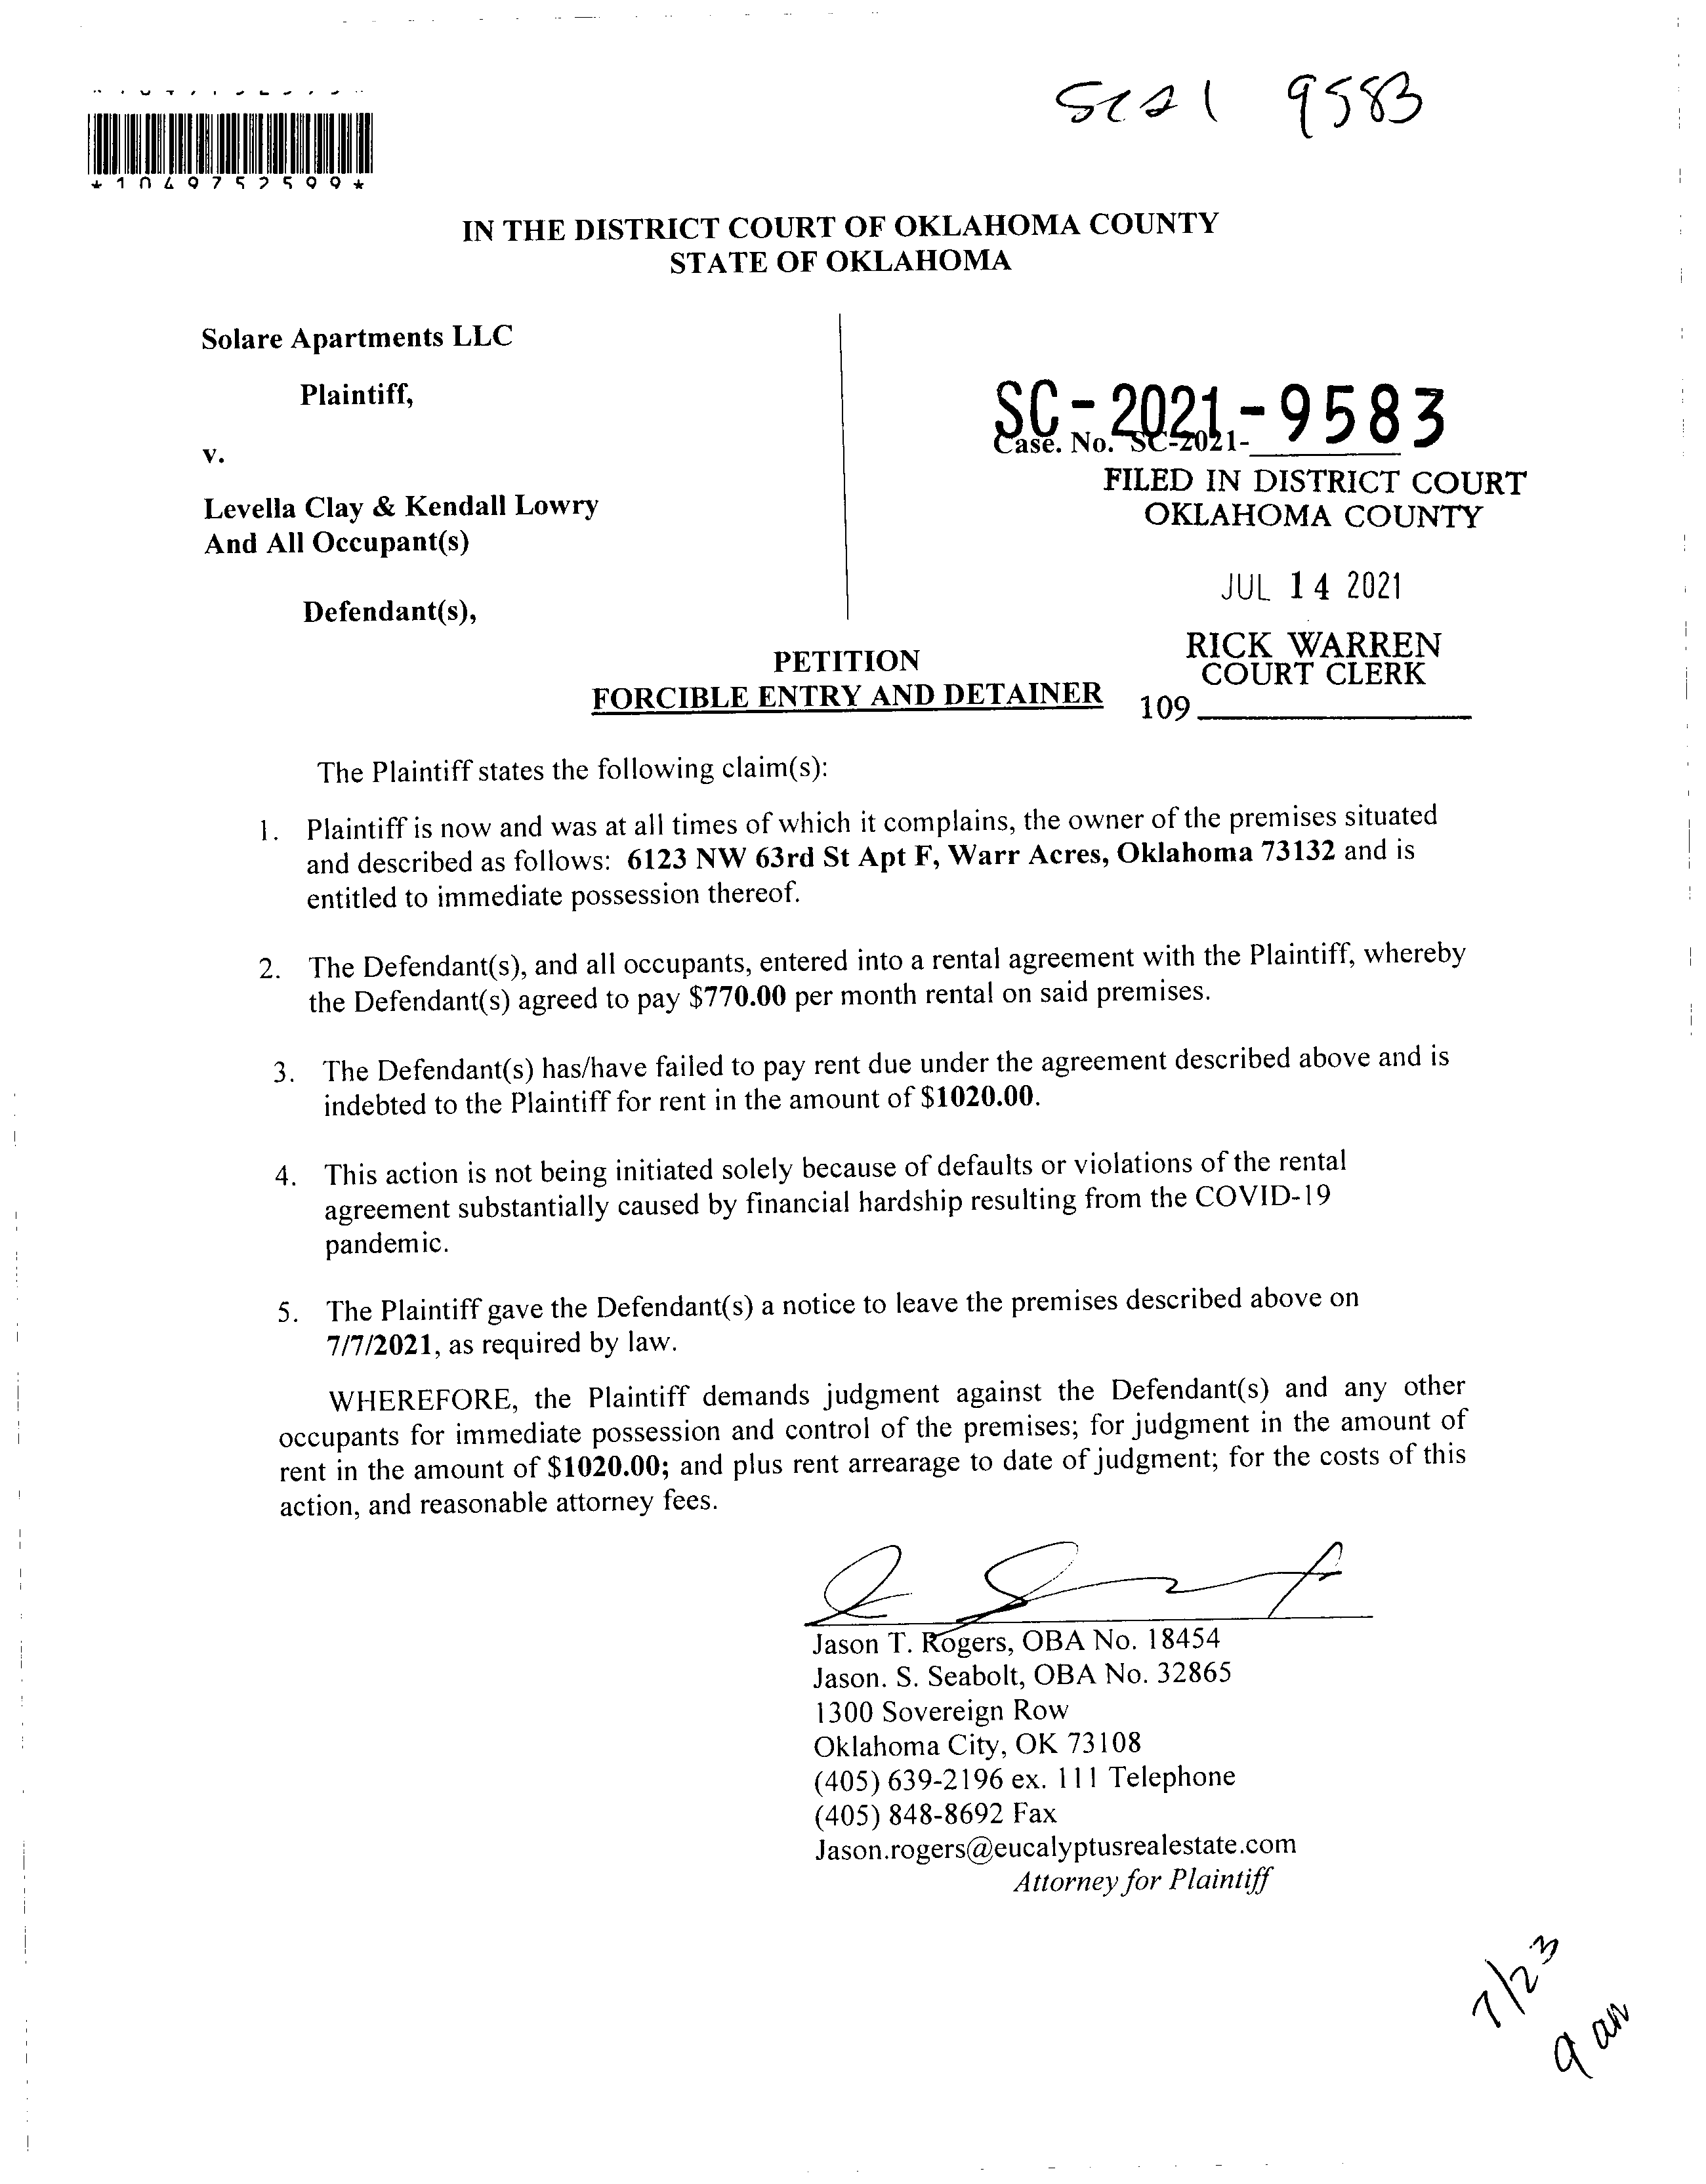 SC21 9583
*1049752599*
IN THE DISTRICT COURT OF OKLAHOMA COUNTY
STATE OF OKLAHOMA
Solare Apartments LLC
Plaintiff,
v.
Levella Clay & Kendall Lowry
And All Occupant(s)
Defendant(s),
SC-2021-9583
Case. No. SC-2021-
FILED IN DISTRICT COURT
OKLAHOMA COUNTY
JUL 14 2021
RICK WARREN
COURT CLERK
109
PETITION
FORCIBLE ENTRY AND DETAINER
The Plaintiff states the following claim(s):
1. Plaintiff is now and was at all times of which it complains, the owner of the premises situated
and described as follows: 6123 NW 63rd St Apt F, Warr Acres, Oklahoma 73132 and is
entitled to immediate possession thereof.
2. The Defendant(s), and all occupants, entered into a rental agreement with the Plaintiff, whereby
the Defendant(s) agreed to pay $770.00 per month rental on said premises.
3. The Defendant(s) has/have failed to pay rent due under the agreement described above and is
indebted to the Plaintiff for rent in the amount of $1020.00.
4. This action is not being initiated solely because of defaults or violations of the rental
agreement substantially caused by financial hardship resulting from the COVID-19
pandemic.
5. The Plaintiff gave the Defendant(s) a notice to leave the premises described above on
7/7/2021, as required by law.
WHEREFORE, the Plaintiff demands judgment against the Defendant(s) and any other
occupants for immediate possession and control of the premises; for judgment in the amount of
rent in the amount of $1020.00; and plus rent arrearage to date of judgment; for the costs of this
action, and reasonable attorney fees.
Jason T. Rogers, OBA No. 18454
Jason. S. Seabolt, OBA No. 32865
1300 Sovereign Row
Oklahoma City, OK 73108
(405) 639-2196 ex. 111 Telephone
(405) 848-8692 Fax
Jason.rogers@eucalyptusrealestate.com
Attorney for Plaintiff
7/23
9 am